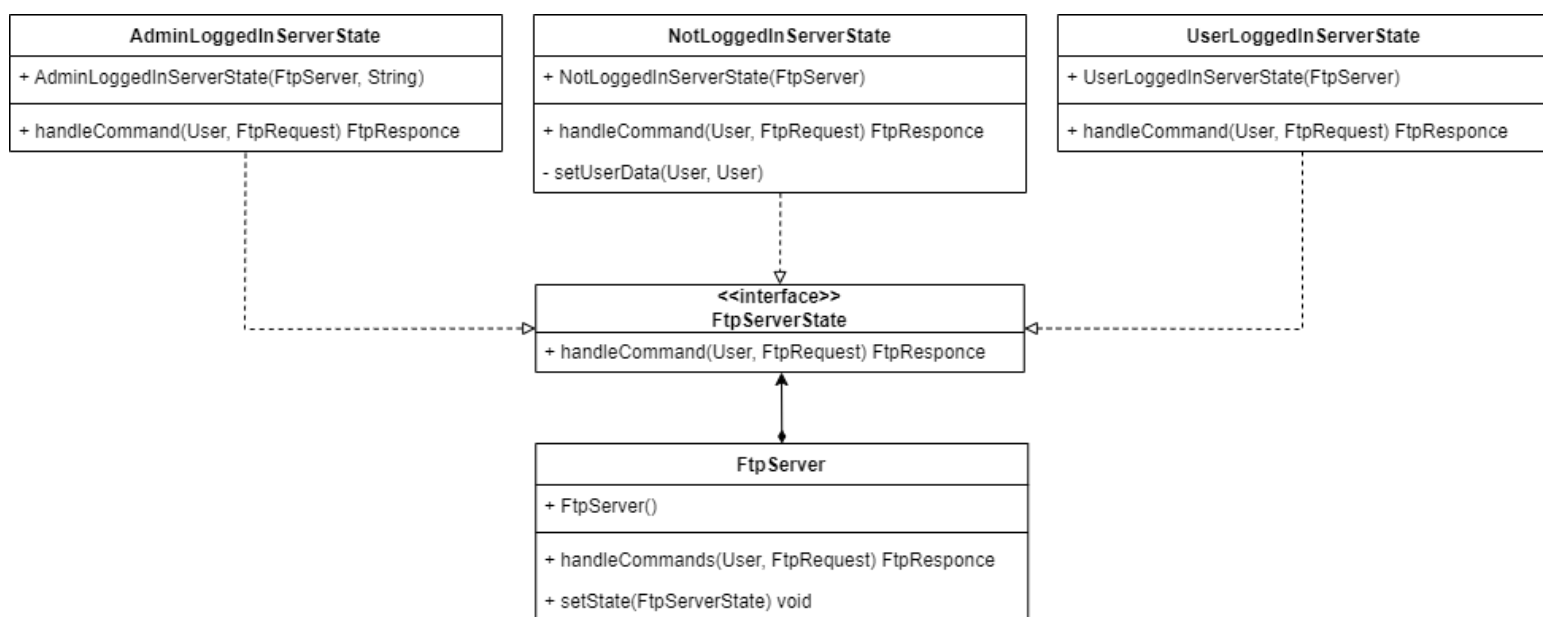 AdminLoggedInServerState
+ AdminLoggedInServerState(FtpServer, String)
+ handleCommand(User, FtpRequest) FtpResponce
NotLoggedInServerState
+ NotLoggedInServerState(FtpServer)
+ handleCommand(User, FtpRequest) FtpResponce
- setUserData(User, User)
UserLoggedInServerState
+ UserLoggedInServerState(FtpServer)
+ handleCommand(User, FtpRequest) FtpResponce
<<interface>>
FtpServerState
+ handleCommand(User, FtpRequest) FtpResponce
FtpServer
+ FtpServer()
+ handleCommands(User, FtpRequest) FtpResponce
+ setState(FtpServerState) void